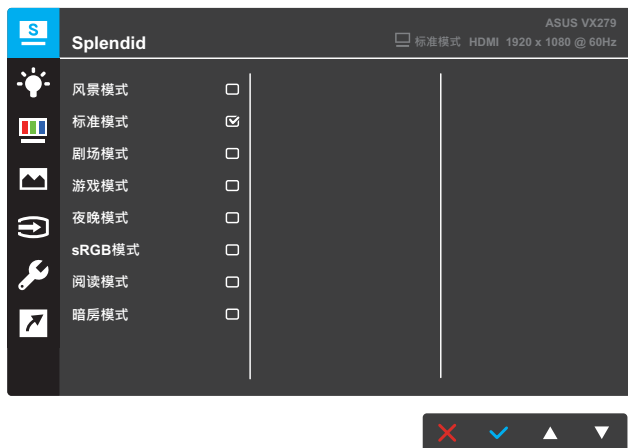 S
ASUS VX279
Splendid
标准模式 HDMI 1920 x 1080 @ 60Hz
风景模式
标准模式
剧场模式
游戏模式
夜晚模式
sRGB模式
阅读模式
暗房模式